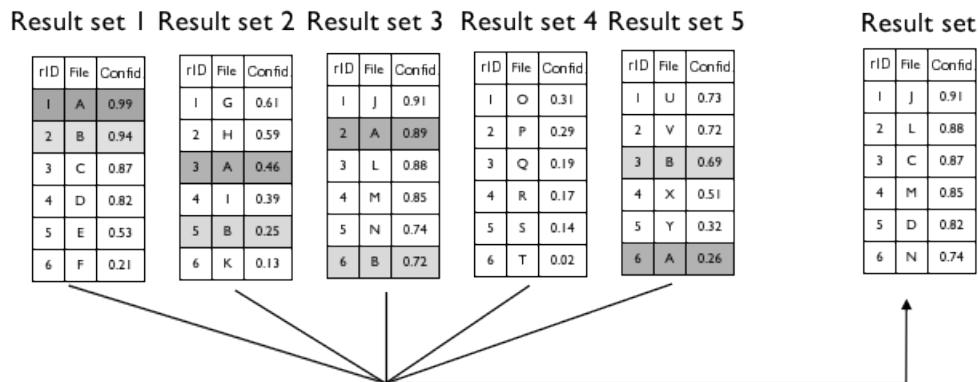 Result set 1 Result set 2 Result set 3 Result set 4 Result set 5 Result set
rID File Confid. rID File Confid. rID File Confid. rID File Confid. rID File Confid. rID File Confid.
1 A 0.99 1 G 0.61 1 J 0.91 1 O 0.31 1 U 0.73 1 J 0.91
2 B 0.94 2 H 0.59 2 A 0.89 2 P 0.29 2 V 0.72 2 L 0.88
3 C 0.87 3 A 0.46 3 L 0.88 3 Q 0.19 3 B 0.69 3 C 0.87
4 D 0.82 4 I 0.39 4 M 0.85 4 R 0.17 4 X 0.51 4 M 0.85
5 E 0.53 5 B 0.25 5 N 0.74 5 S 0.14 5 Y 0.32 5 D 0.82
6 F 0.21 6 K 0.13 6 B 0.72 6 T 0.02 6 A 0.26 6 N 0.74